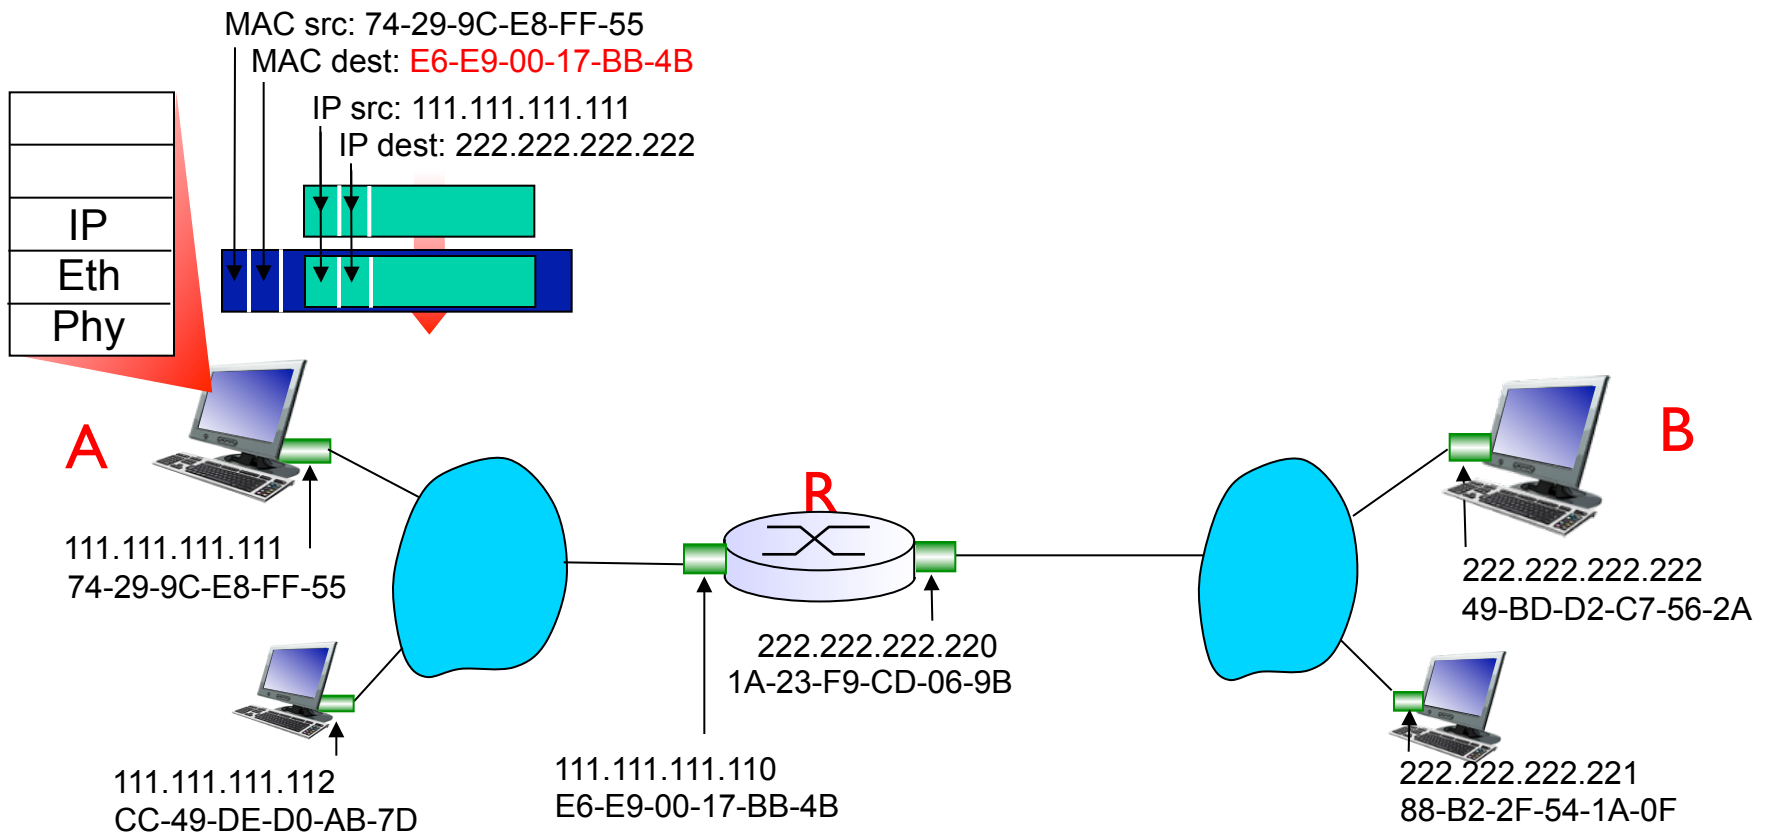 MAC src: 74-29-9C-E8-FF-55
MAC dest: E6-E9-00-17-BB-4B
IP src: 111.111.111.111
IP dest: 222.222.222.222
IP
Eth
Phy
A
B
R
111.111.111.111
74-29-9C-E8-FF-55
222.222.222.222
49-BD-D2-C7-56-2A
222.222.222.220
1A-23-F9-CD-06-9B
111.111.111.112
CC-49-DE-D0-AB-7D
111.111.111.110
E6-E9-00-17-BB-4B
222.222.222.221
88-B2-2F-54-1A-0F